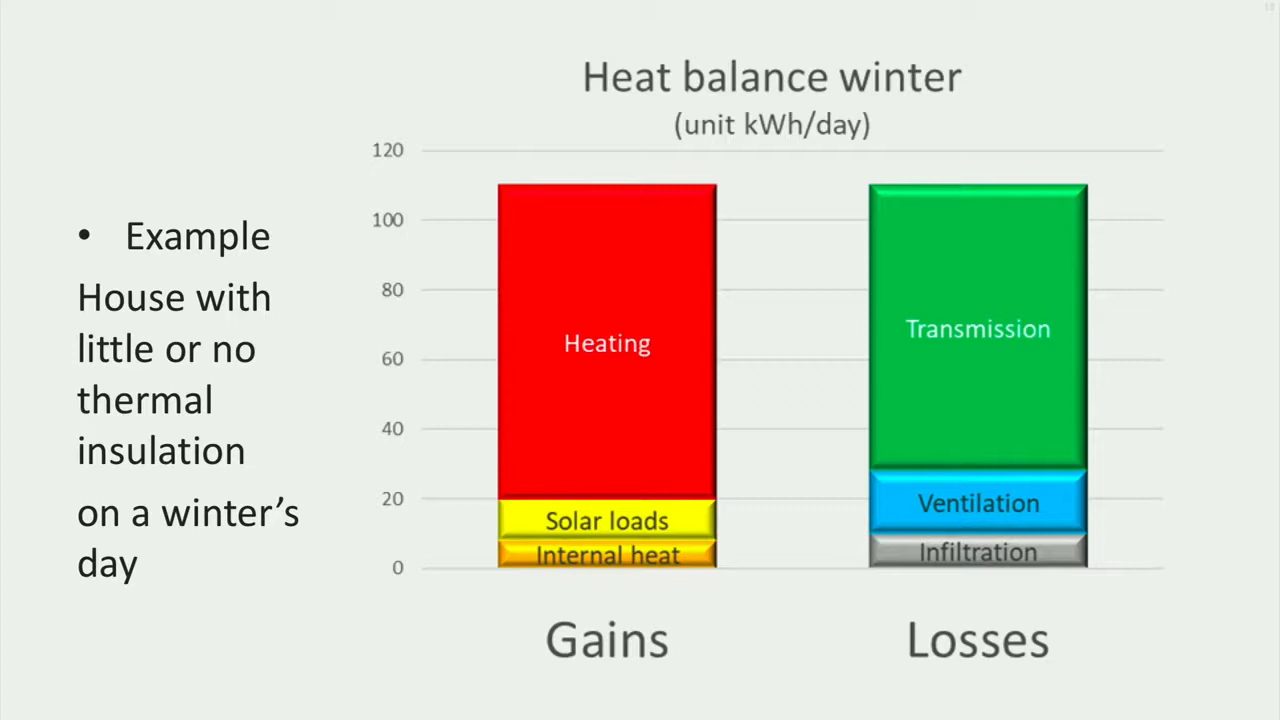 Heat balance winter
(unit kWh/day)
• Example
House with
little or no
thermal
insulation
on a winter's
day
120
100
80
60
40
20
0
Heating
Solar loads
Internal heat
Transmission
Ventilation
Infiltration
Gains
Losses